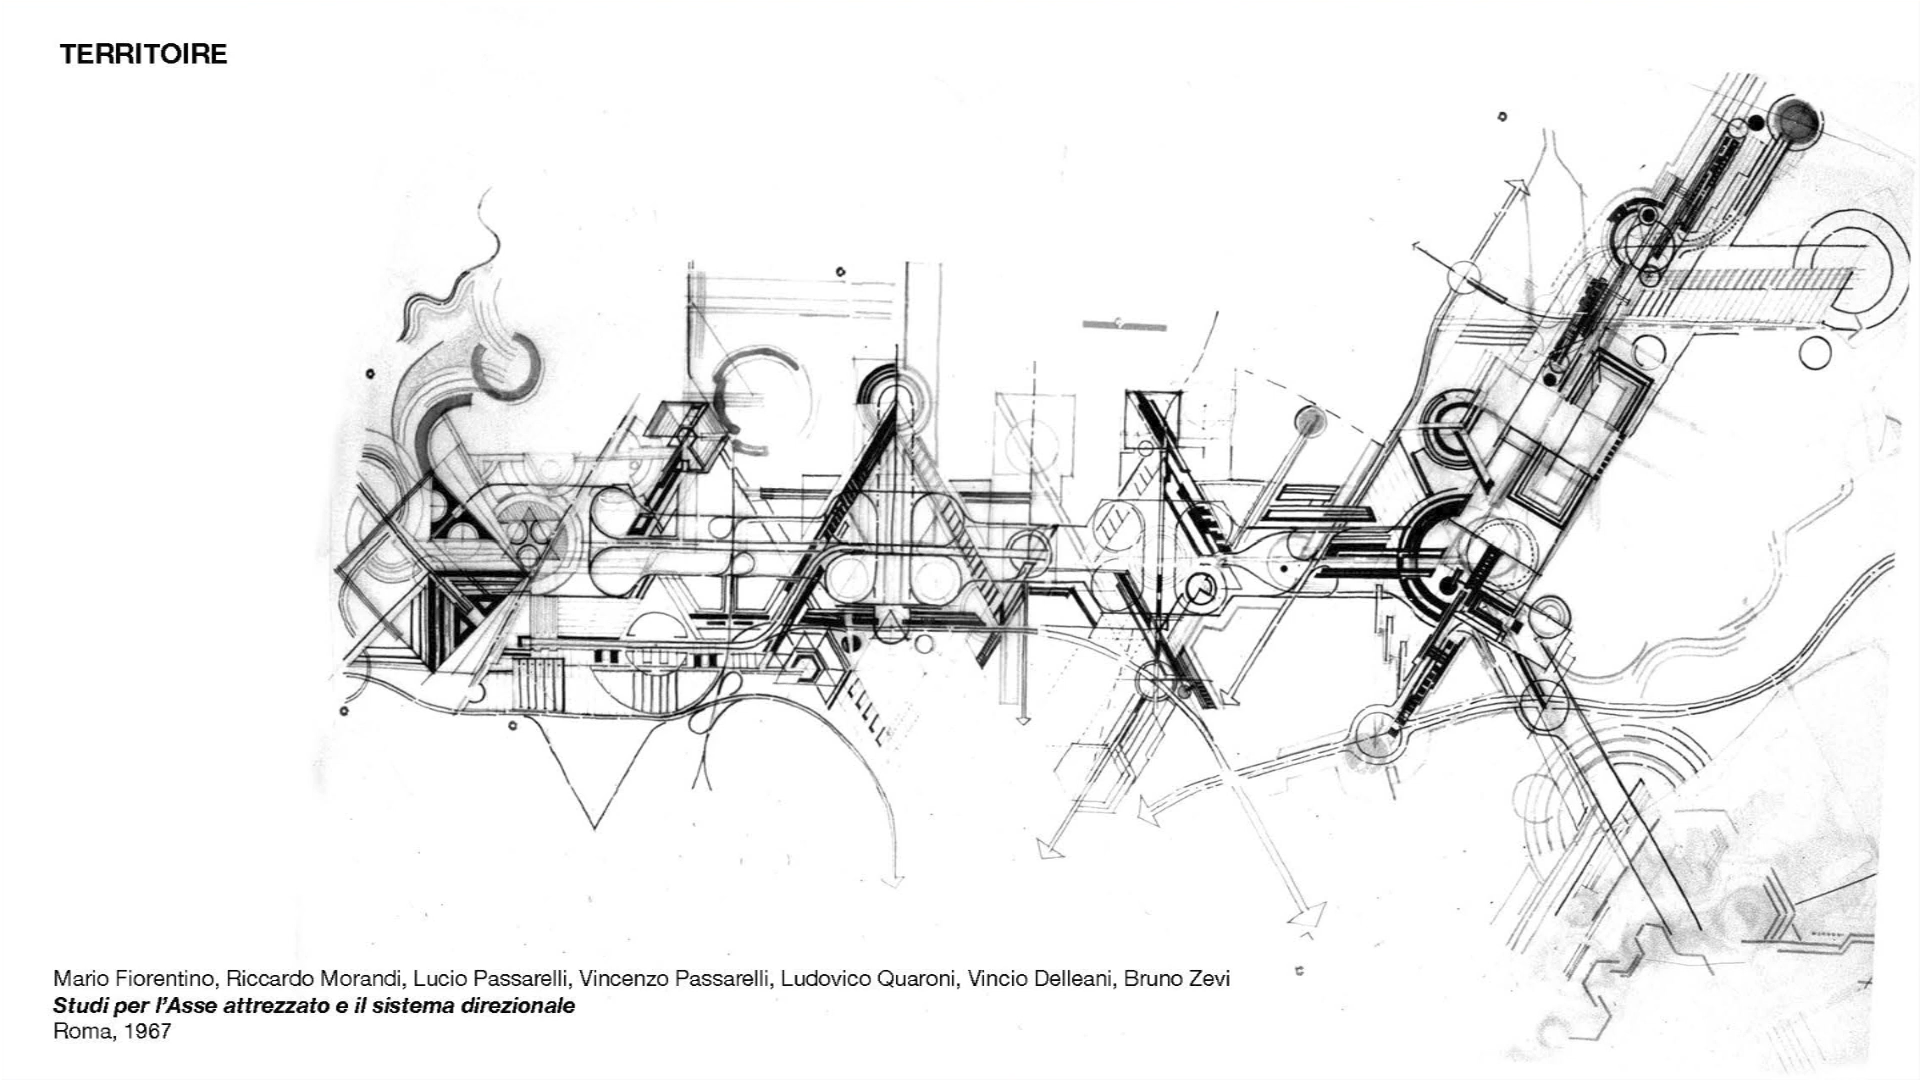 TERRITOIRE
Mario Fiorentino, Riccardo Morandi, Lucio Passarelli, Vincenzo Passarelli, Ludovico Quaroni, Vincio Delleani, Bruno Zevi
Studi per l'Asse attrezzato e il sistema direzionale
Roma, 1967